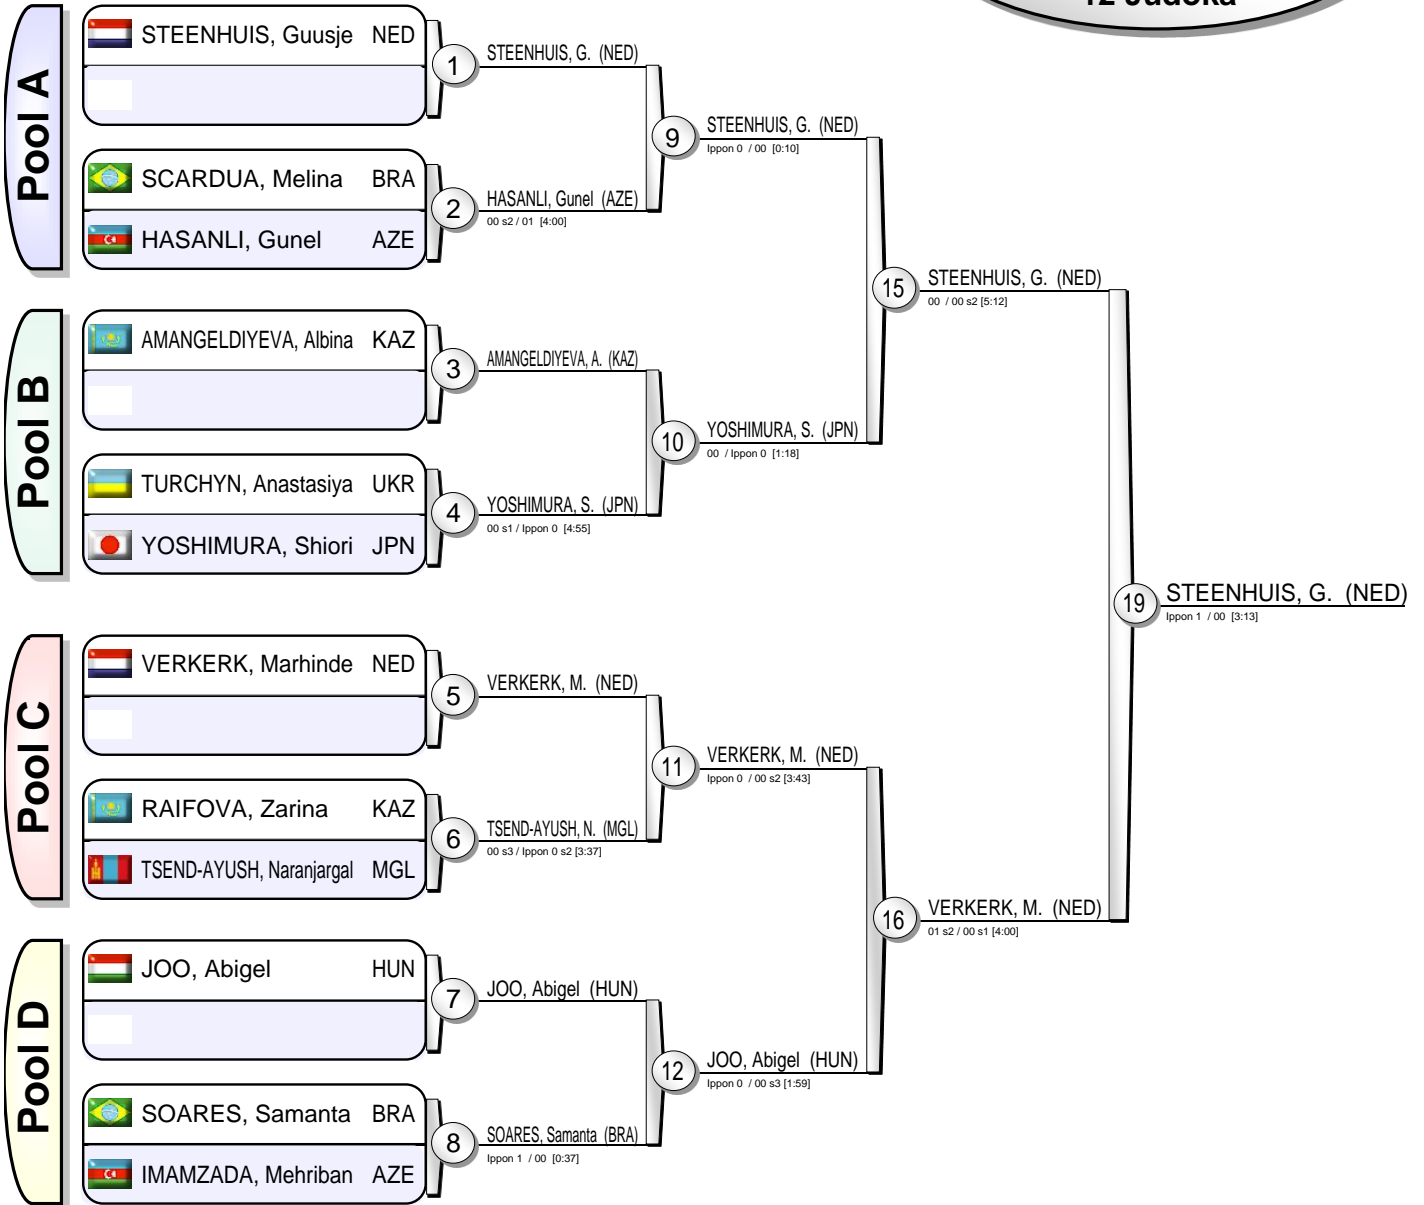 12 Judoka
Pool A
STEENHUIS, Guusje NED
1
STEENHUIS, G. (NED)
SCARDUA, Melina BRA
HASANLI, Gunel AZE
2
HASANLI, Gunel (AZE)
00 s2 / 01 [4:00]
9
STEENHUIS, G. (NED)
Ippon 0 / 00 [0:10]
Pool B
AMANGELDIYEVA, Albina KAZ
3
AMANGELDIYEVA, A. (KAZ)
TURCHYN, Anastasiya UKR
YOSHIMURA, Shiori JPN
4
YOSHIMURA, S. (JPN)
00 s1 / Ippon 0 [4:55]
10
YOSHIMURA, S. (JPN)
00 / Ippon 0 [1:18]
15
STEENHUIS, G. (NED)
00 / 00 s2 [5:12]
Pool C
VERKERK, Marhinde NED
5
VERKERK, M. (NED)
RAIFOVA, Zarina KAZ
TSEND-AYUSH, Naranjargal MGL
6
TSEND-AYUSH, N. (MGL)
00 s3 / Ippon 0 s2 [3:37]
11
VERKERK, M. (NED)
Ippon 0 / 00 s2 [3:43]
Pool D
JOO, Abigel HUN
7
JOO, Abigel (HUN)
SOARES, Samanta BRA
IMAMZADA, Mehriban AZE
8
SOARES, Samanta (BRA)
Ippon 1 / 00 [0:37]
12
JOO, Abigel (HUN)
Ippon 0 / 00 s3 [1:59]
16
VERKERK, M. (NED)
01 s2 / 00 s1 [4:00]
19
STEENHUIS, G. (NED)
Ippon 1 / 00 [3:13]